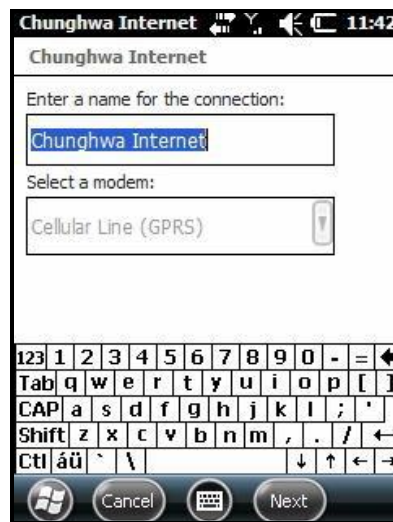 Chunghwa Internet 11:42
Chunghwa Internet
Enter a name for the connection:
Chunghwa Internet
Select a modem:
Cellular Line (GPRS)
123 1 2 3 4 5 6 7 8 9 0 - = 
Tab q w e r t y u i o p [ ]
CAP a s d f g h j k l ; '
Shift z x c v b n m , . / ←
Ctl áü ` \ ↓ ↑ ← →
Cancel Next